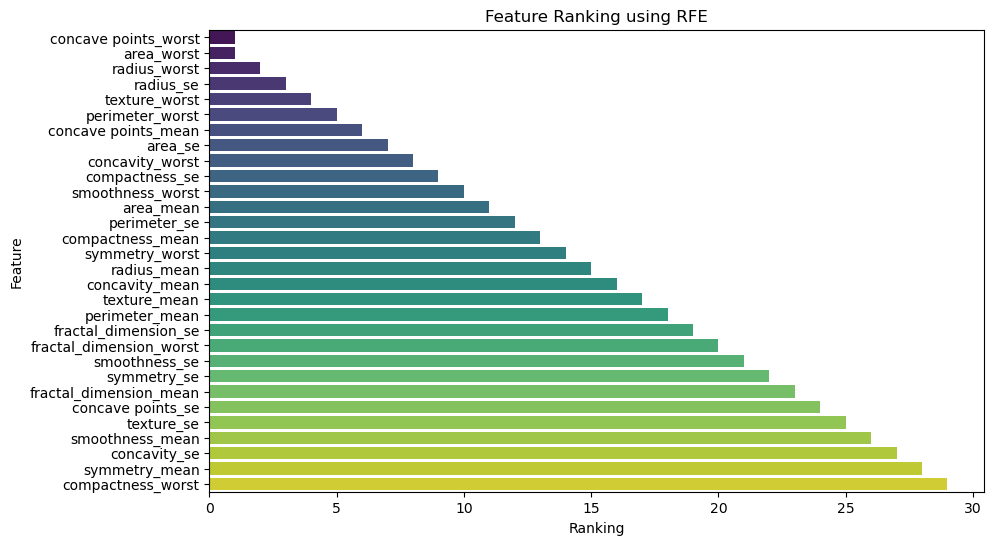 Feature Ranking using RFE
concave points_worst
area_worst
radius_worst
radius_se
texture_worst
perimeter_worst
concave points_mean
area_se
concavity_worst
compactness_se
smoothness_worst
area_mean
perimeter_se
compactness_mean
symmetry_worst
radius_mean
concavity_mean
texture_mean
perimeter_mean
fractal_dimension_se
fractal_dimension_worst
smoothness_se
symmetry_se
fractal_dimension_mean
concave points_se
texture_se
smoothness_mean
concavity_se
symmetry_mean
compactness_worst
Feature
0 5 10 15 20 25 30
Ranking